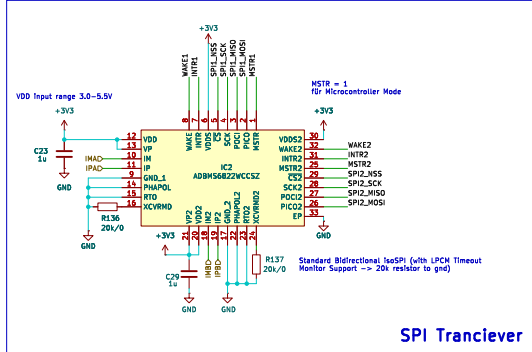 +3V3
WAKE1
INTR1
SPI1_NSS
SPI1_SCK
SPI1_MISO
SPI1_MOSI
MSTR1
MSTR = 1
für Microcontroller Mode
VDD input range 3.0-5.5V
+3V3
+3V3
8 7 6 5 4 3 2 1
WAKE
INTR
VDDS
CS
SCK
POCI
PICO
MSTR
C23
1u
GND
IMA
IPA
12 VDD
13 VP
10 IM
11 IP
9 GND_1
14 PHAPOL
15 RTO
16 XCVRMD
R136
20k/0
GND
IC2
ADBMS6822WCCSZ
VDDS2 30
WAKE2 32 WAKE2
INTR2 31 INTR2
MSTR2 25 MSTR2
CS2 29 SPI2_NSS
SCK2 28 SPI2_SCK
POCI2 27 SPI2_MISO
PICO2 26 SPI2_MOSI
EP 33
GND
VP2
VDD2
IM2
IP2
GND_2
PHAPOL2
RTO2
XCVRMD2
21 20 18 19 17 22 23 24
+3V3
C29
1u
GND
IMB
IPB
GND
R137
20k/0
Standard Bidirectional isoSPI (with LPCM Timeout
Monitor Support -> 20k resistor to gnd)
SPI Tranciever